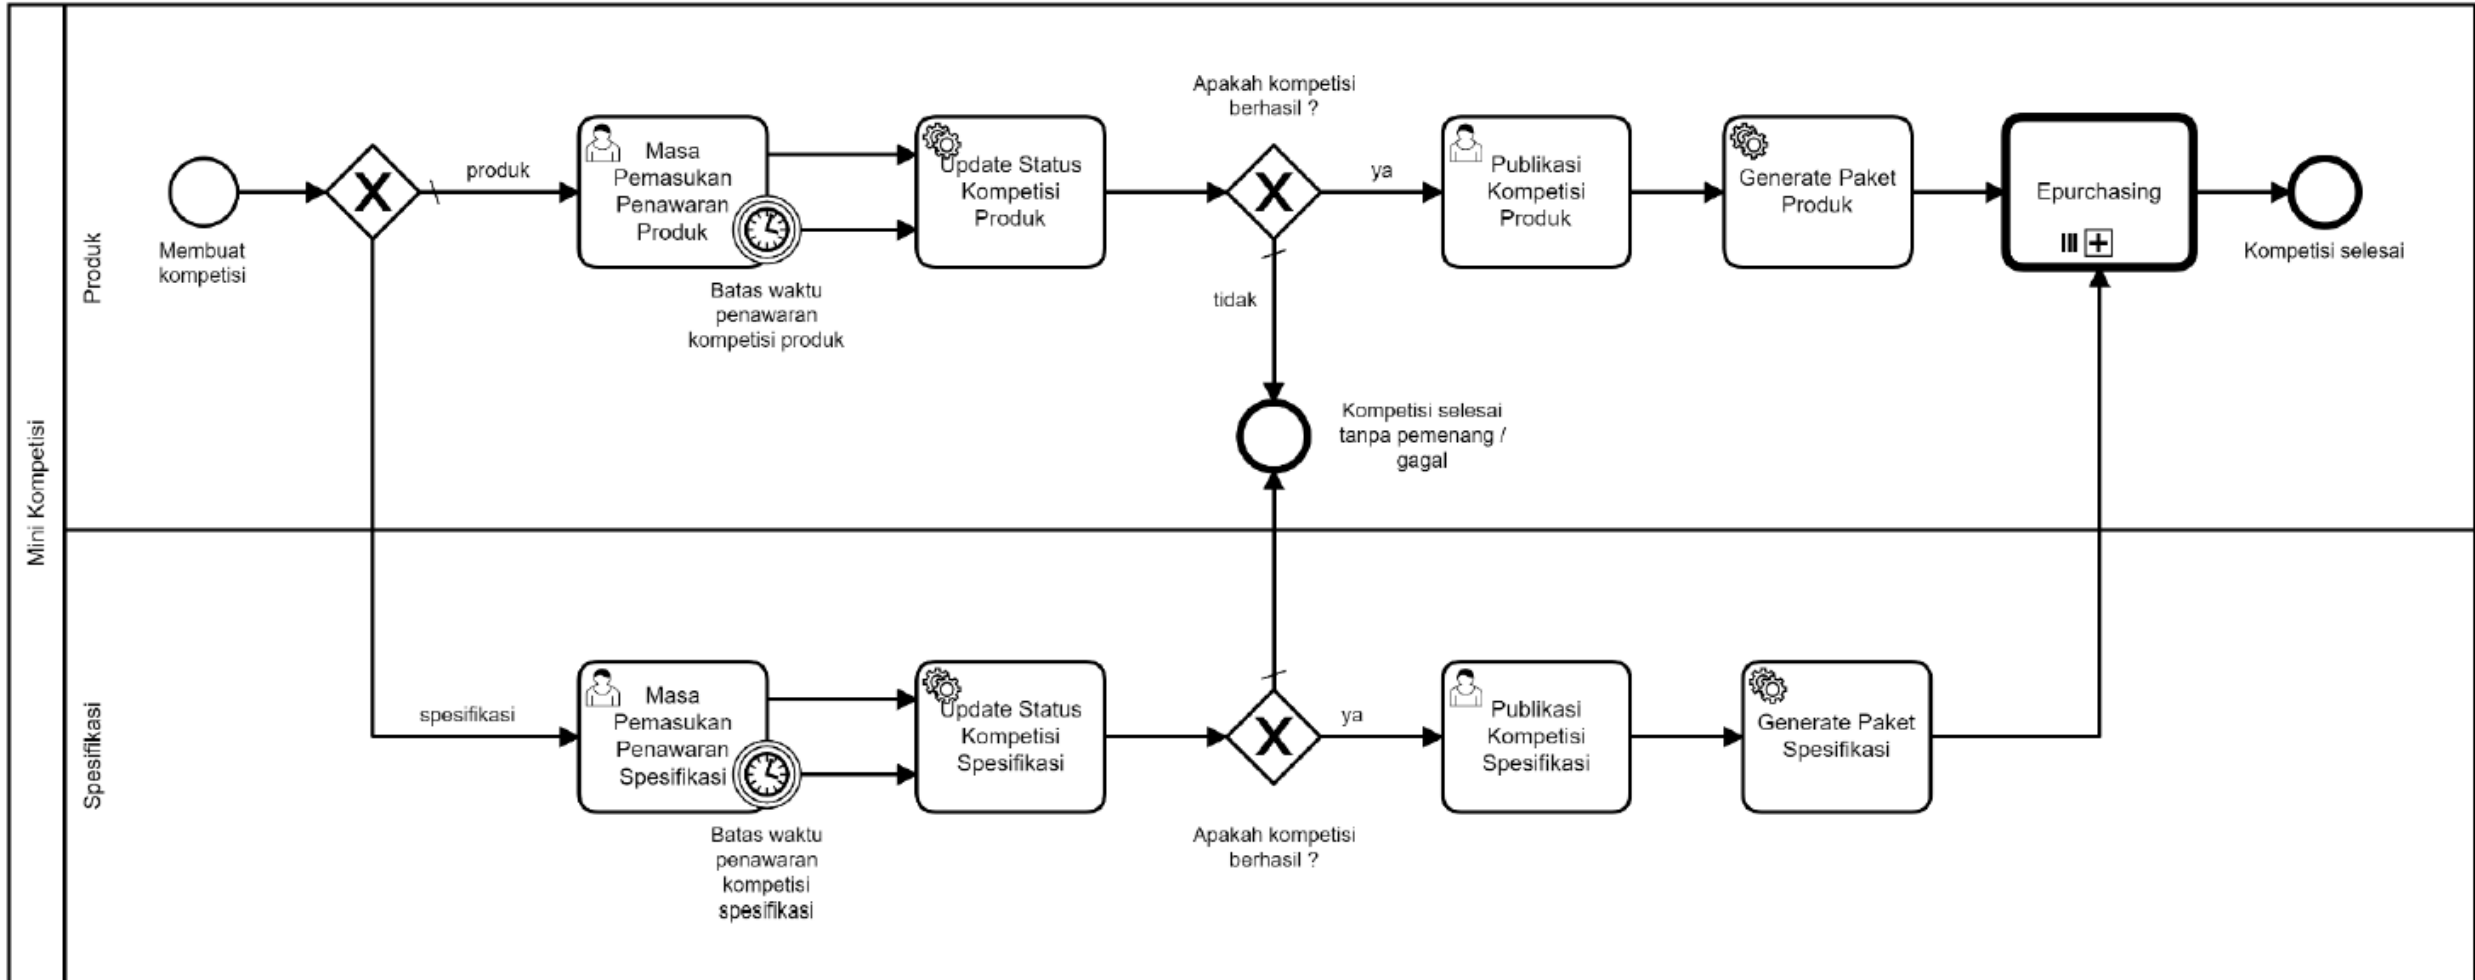 Mini Kompetisi
Produk
Membuat
kompetisi
produk
Masa
Pemasukan
Penawaran
Produk
Batas waktu
penawaran
kompetisi produk
Update Status
Kompetisi
Produk
Apakah kompetisi
berhasil ?
ya
tidak
Publikasi
Kompetisi
Produk
Generate Paket
Produk
Epurchasing
Kompetisi selesai
Kompetisi selesai
tanpa pemenang /
gagal
Spesifikasi
spesifikasi
Masa
Pemasukan
Penawaran
Spesifikasi
Batas waktu
penawaran
kompetisi
spesifikasi
Update Status
Kompetisi
Spesifikasi
Apakah kompetisi
berhasil ?
ya
Publikasi
Kompetisi
Spesifikasi
Generate Paket
Spesifikasi